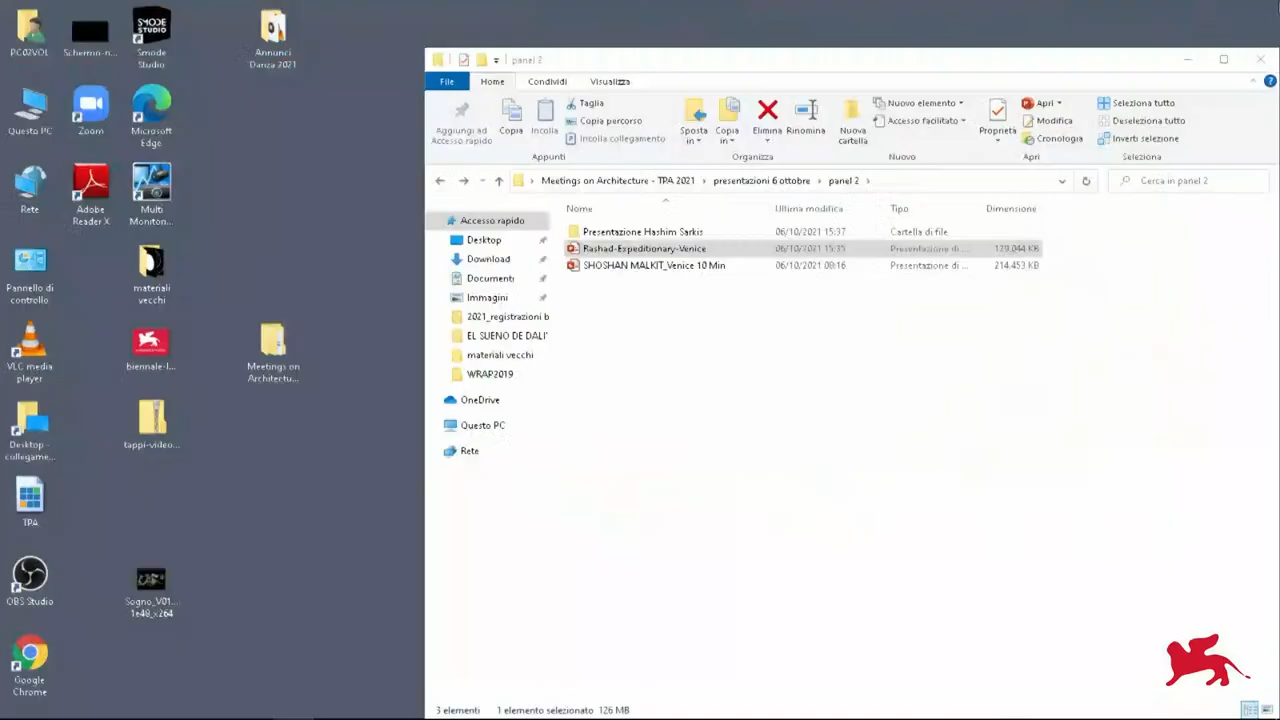 PC02VOL
Schermo-n...
Smode
Studio
Annunci
Danza 2021
SMODE
STUDIO
Questo PC
Zoom
Microsoft
Edge
Rete
Adobe
Reader X
Multi
Monitor...
Pannello di
controllo
materiali
vecchi
VLC media
player
biennale-l...
Meetings on
Architectu...
Desktop -
collegame...
tappi-video...
TPA
OBS Studio
Segno_V01...
1e40_x264
Google
Chrome
panel 2
File
Home
Condividi
Visualizza
Aggiungi ad
Accesso rapido
Copia
Incolla
Taglia
Copia percorso
Incolla collegamento
Appunti
Sposta
in
Copia
in
Elimina
Rinomina
Organizza
Nuova
cartella
Nuovo elemento
Accesso facilitato
Nuovo
Proprietà
Apri
Modifica
Cronologia
Apri
Seleziona tutto
Deseleziona tutto
Inverti selezione
Selezione
Meetings on Architecture - TPA 2021 > presentazioni 6 ottobre > panel 2 >
Cerca in panel 2
Nome Ultima modifica Tipo Dimensione
Presentazione Hashim Sarkis 06/10/2021 15:37 Cartella di file
Rashad-Expeditionary-Venice 06/10/2021 15:35 Presentazione di ... 129.044 KB
SHOSHAN MALKIT_Venice 10 Min 06/10/2021 08:16 Presentazione di ... 214.453 KB
Accesso rapido
Desktop
Download
Documenti
Immagini
2021_registrazioni b
EL SUENO DE DALI'
materiali vecchi
WRAP2019
OneDrive
Questo PC
Rete
3 elementi 1 elemento selezionato 126 MB